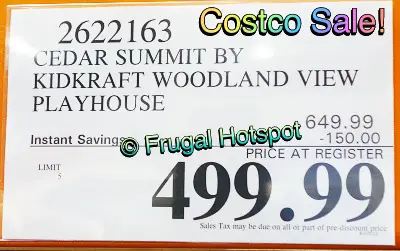 Costco Sale!
2622163
CEDAR SUMMIT BY
KIDKRAFT WOODLAND VIEW
PLAYHOUSE
649.99
Instant Savings -150.00
© Frugal Hotspot
PRICE AT REGISTER
LIMIT
5
499.99
Sales Tax may be due on all or part of pre-discount price